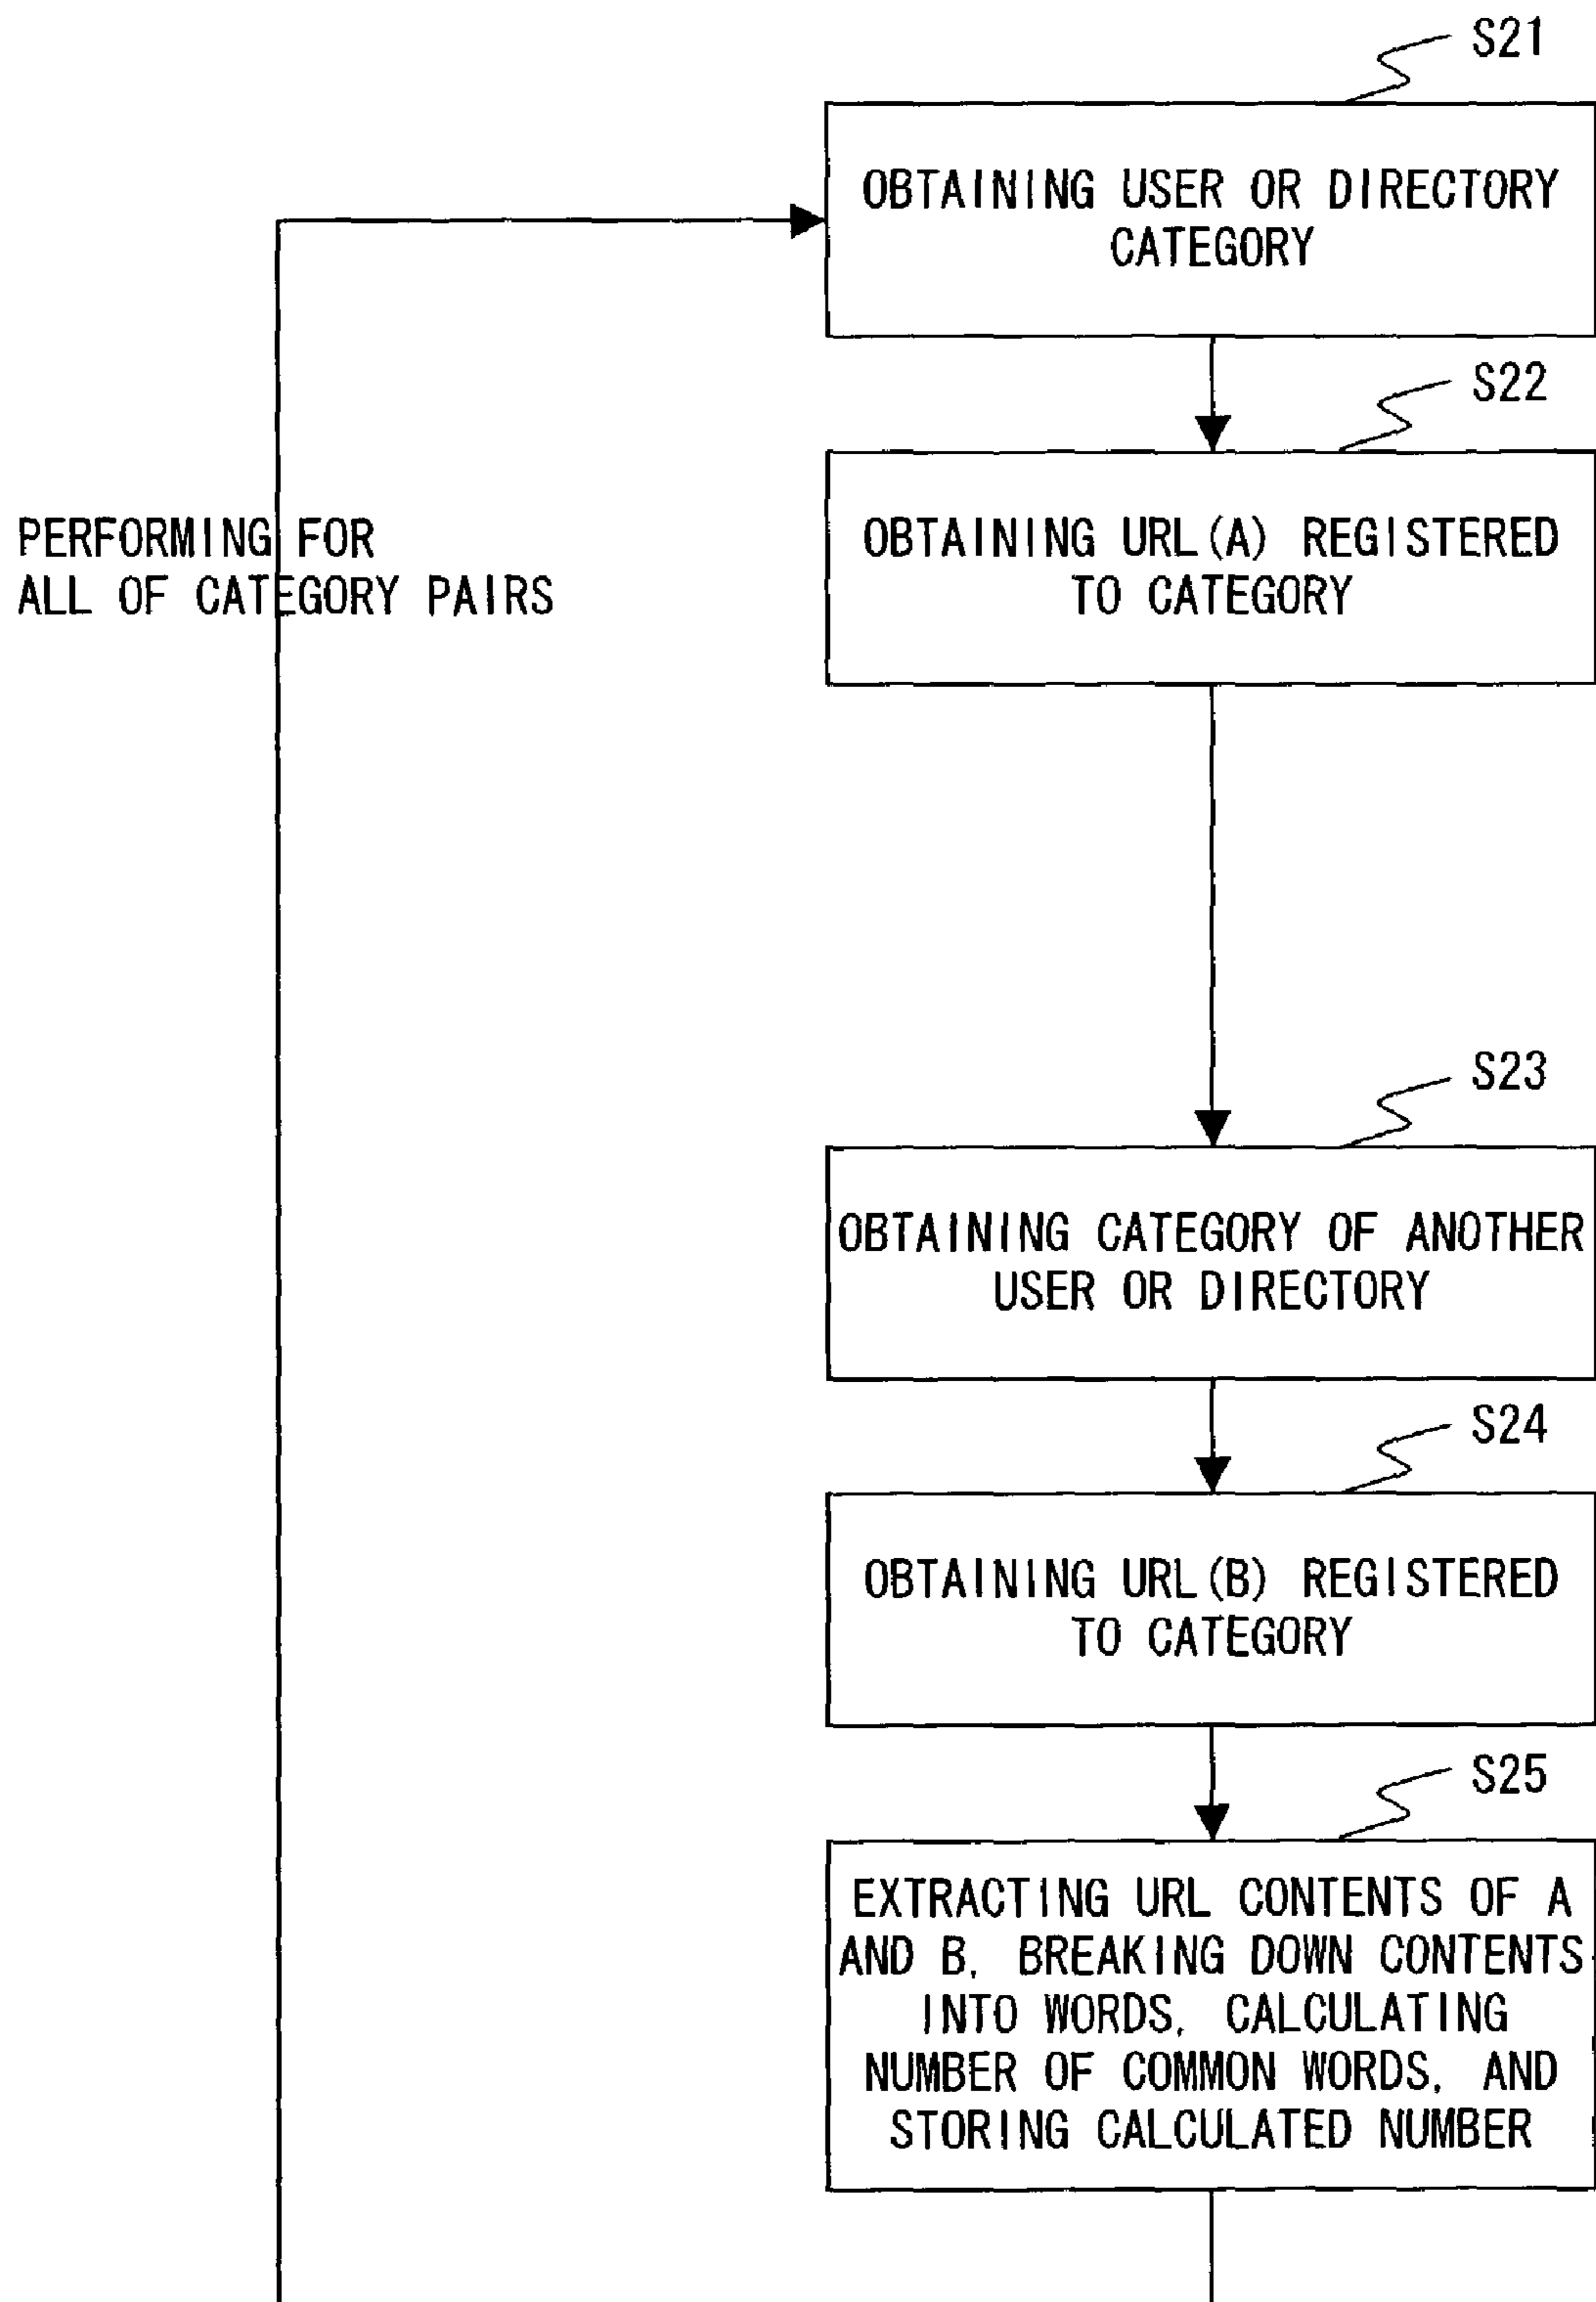 S21
OBTAINING USER OR DIRECTORY
CATEGORY
S22
PERFORMING FOR
ALL OF CATEGORY PAIRS
OBTAINING URL(A) REGISTERED
TO CATEGORY
S23
OBTAINING CATEGORY OF ANOTHER
USER OR DIRECTORY
S24
OBTAINING URL(B) REGISTERED
TO CATEGORY
S25
EXTRACTING URL CONTENTS OF A
AND B, BREAKING DOWN CONTENTS
INTO WORDS, CALCULATING
NUMBER OF COMMON WORDS, AND
STORING CALCULATED NUMBER